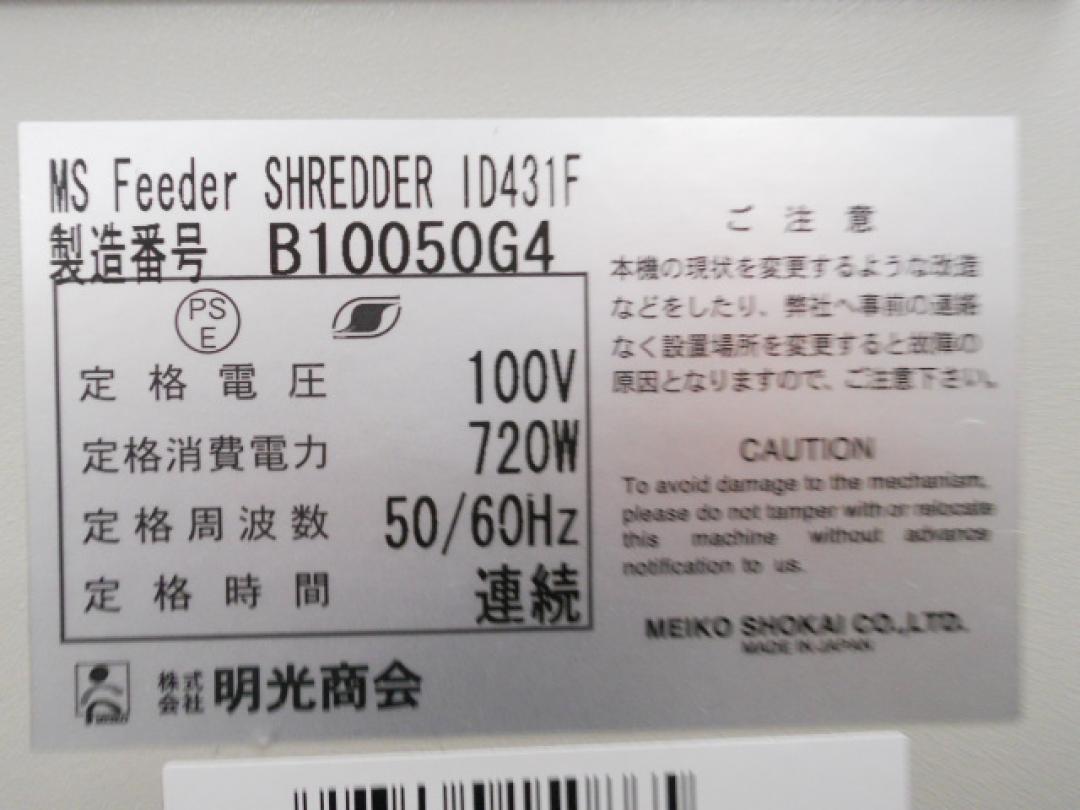 MS Feeder SHREDDER ID431F
製造番号 B10050G4
PS
E
定格電圧 100V
定格消費電力 720W
定格周波数 50/60Hz
定格時間 連続
株式
会社 明光商会
ご注意
本機の現状を変更するような改造
などをしたり、弊社へ事前の連絡
なく設置場所を変更すると故障の
原因となりますので、ご注意下さい。
CAUTION
To avoid damage to the mechanism,
please do not tamper with or relocate
this machine without advance
notification to us.
MEIKO SHOKAI CO.,LTD.
MADE IN JAPAN